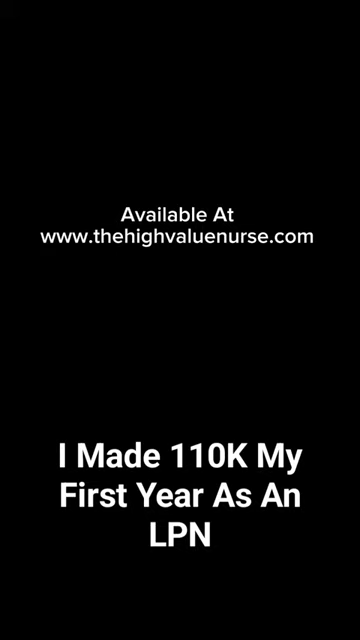 Available At
www.thehighvaluenurse.com
I Made 110K My
First Year As An
LPN